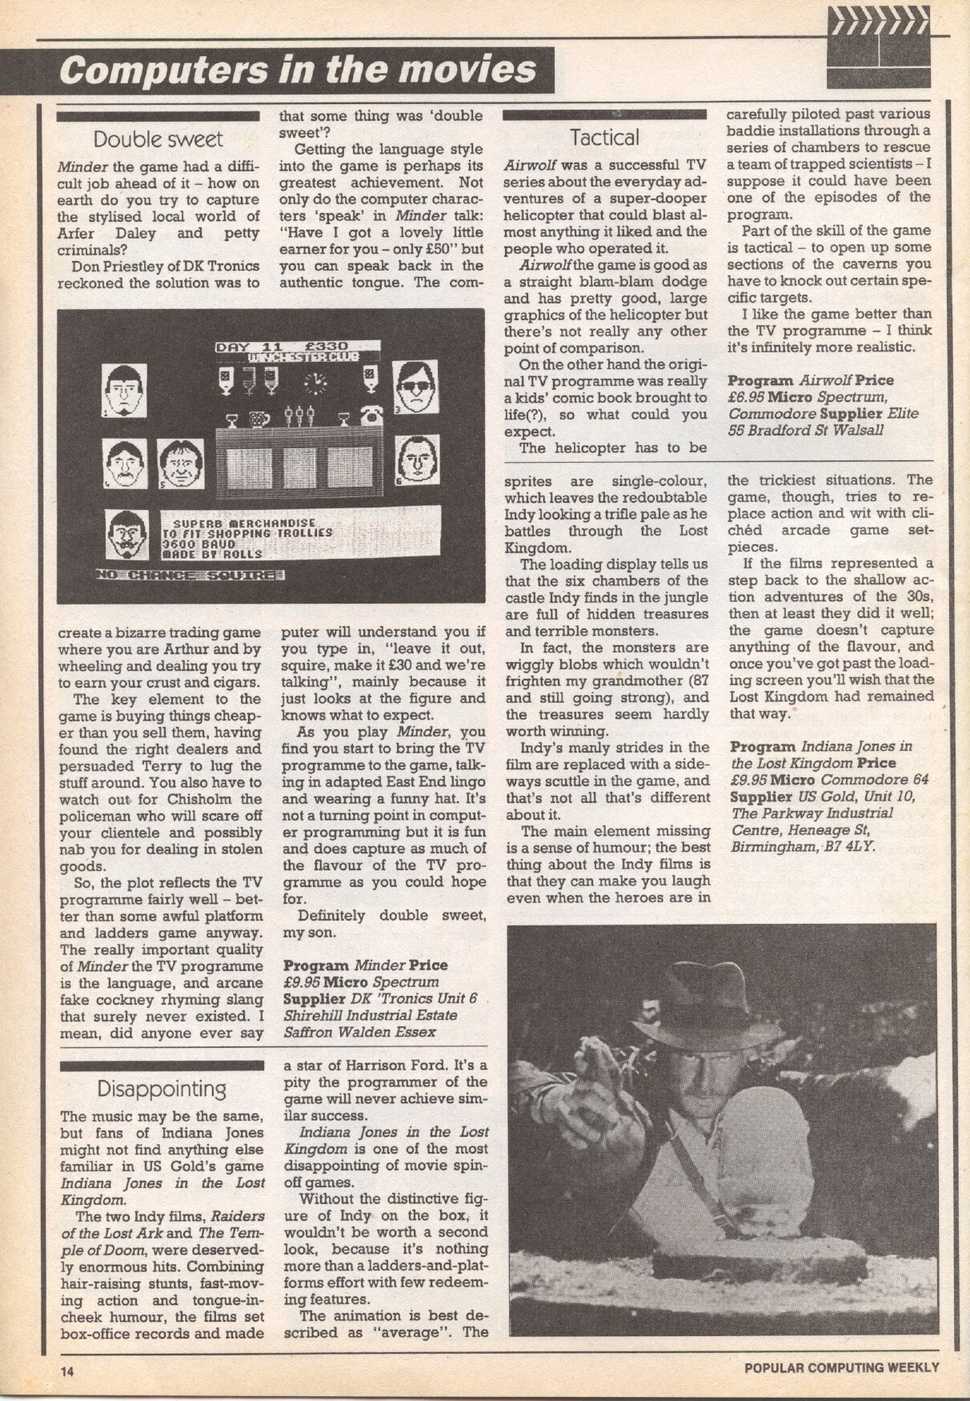 Computers in the movies
Double sweet
Minder the game had a diffi-
cult job ahead of it – how on
earth do you try to capture
the stylised local world of
Arfer Daley and petty
criminals?
Don Priestley of DK Tronics
reckoned the solution was to
DAY 11 £330
WINCHESTER CLUB
3
5
6
SUPERB MERCHANDISE
TO FIT SHOPPING TROLLIES
3600 BAUD
MADE BY ROLLS
NO CHANCE SQUIRE
create a bizarre trading game
where you are Arthur and by
wheeling and dealing you try
to earn your crust and cigars.
The key element to the
game is buying things cheap-
er than you sell them, having
found the right dealers and
persuaded Terry to lug the
stuff around. You also have to
watch out for Chisholm the
policeman who will scare off
your clientele and possibly
nab you for dealing in stolen
goods.
So, the plot reflects the TV
programme fairly well – bet-
ter than some awful platform
and ladders game anyway.
The really important quality
of Minder the TV programme
is the language, and arcane
fake cockney rhyming slang
that surely never existed. I
mean, did anyone ever say
that some thing was ‘double
sweet’?
Getting the language style
into the game is perhaps its
greatest achievement. Not
only do the computer charac-
ters ‘speak’ in Minder talk:
“Have I got a lovely little
earner for you – only £50” but
you can speak back in the
authentic tongue. The com-
puter will understand you if
you type in, “leave it out,
squire, make it £30 and we’re
talking”, mainly because it
just looks at the figure and
knows what to expect.
As you play Minder, you
find you start to bring the TV
programme to the game, talk-
ing in adapted East End lingo
and wearing a funny hat. It’s
not a turning point in comput-
er programming but it is fun
and does capture as much of
the flavour of the TV pro-
gramme as you could hope
for.
Definitely double sweet,
my son.
Program Minder Price
£9.95 Micro Spectrum
Supplier DK ’Tronics Unit 6
Shirehill Industrial Estate
Saffron Walden Essex
Tactical
Airwolf was a successful TV
series about the everyday ad-
ventures of a super-dooper
helicopter that could blast al-
most anything it liked and the
people who operated it.
Airwolf the game is good as
a straight blam-blam dodge
and has pretty good, large
graphics of the helicopter but
there’s not really any other
point of comparison.
On the other hand the origi-
nal TV programme was really
a kids’ comic book brought to
life(?), so what could you
expect.
The helicopter has to be
carefully piloted past various
baddie installations through a
series of chambers to rescue
a team of trapped scientists – I
suppose it could have been
one of the episodes of the
program.
Part of the skill of the game
is tactical – to open up some
sections of the caverns you
have to knock out certain spe-
cific targets.
I like the game better than
the TV programme – I think
it’s infinitely more realistic.
Program Airwolf Price
£6.95 Micro Spectrum,
Commodore Supplier Elite
55 Bradford St Walsall
Disappointing
The music may be the same,
but fans of Indiana Jones
might not find anything else
familiar in US Gold’s game
Indiana Jones in the Lost
Kingdom.
The two Indy films, Raiders
of the Lost Ark and The Tem-
ple of Doom, were deserved-
ly enormous hits. Combining
hair-raising stunts, fast-mov-
ing action and tongue-in-
cheek humour, the films set
box-office records and made
a star of Harrison Ford. It’s a
pity the programmer of the
game will never achieve sim-
ilar success.
Indiana Jones in the Lost
Kingdom is one of the most
disappointing of movie spin-
off games.
Without the distinctive fig-
ure of Indy on the box, it
wouldn’t be worth a second
look, because it’s nothing
more than a ladders-and-plat-
forms effort with few redeem-
ing features.
The animation is best de-
scribed as “average”. The
sprites are single-colour,
which leaves the redoubtable
Indy looking a trifle pale as he
battles through the Lost
Kingdom.
The loading display tells us
that the six chambers of the
castle Indy finds in the jungle
are full of hidden treasures
and terrible monsters.
In fact, the monsters are
wiggly blobs which wouldn’t
frighten my grandmother (87
and still going strong), and
the treasures seem hardly
worth winning.
Indy’s manly strides in the
film are replaced with a side-
ways scuttle in the game, and
that’s not all that’s different
about it.
The main element missing
is a sense of humour; the best
thing about the Indy films is
that they can make you laugh
even when the heroes are in
the trickiest situations. The
game, though, tries to re-
place action and wit with cli-
chéd arcade game set-
pieces.
If the films represented a
step back to the shallow ac-
tion adventures of the 30s,
then at least they did it well;
the game doesn’t capture
anything of the flavour, and
once you’ve got past the load-
ing screen you’ll wish that the
Lost Kingdom had remained
that way.
Program Indiana Jones in
the Lost Kingdom Price
£9.95 Micro Commodore 64
Supplier US Gold, Unit 10,
The Parkway Industrial
Centre, Heneage St,
Birmingham, B7 4LY.
14
POPULAR COMPUTING WEEKLY